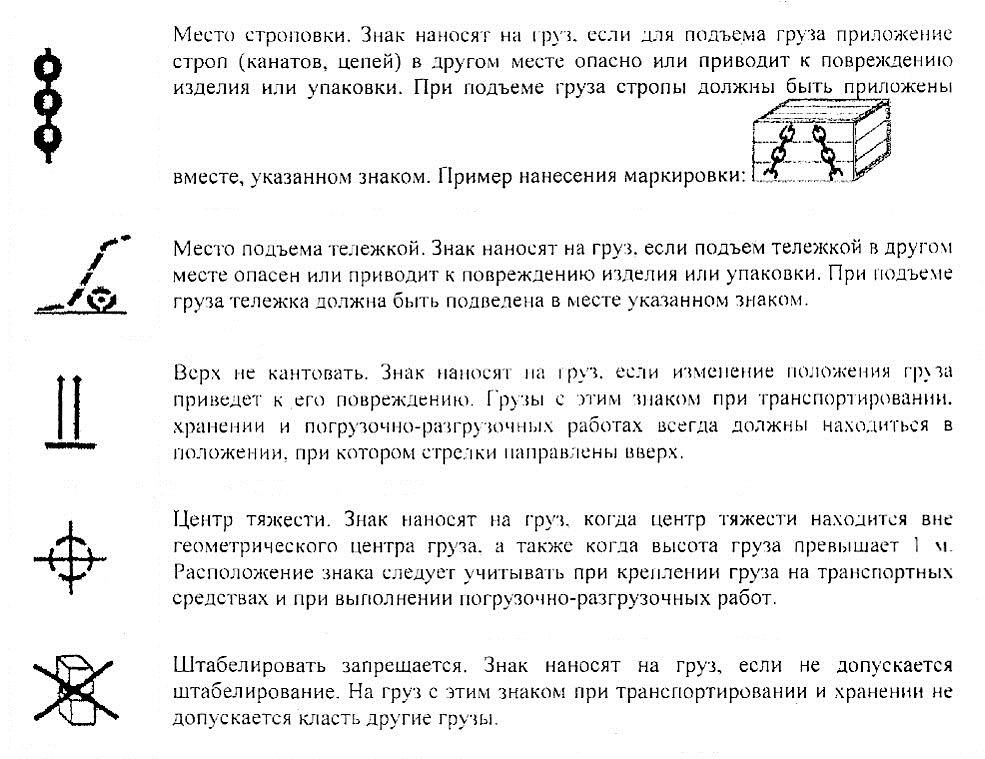 Место строповки. Знак наносят на груз, если для подъема груза приложение
строп (канатов, цепей) в другом месте опасно или приводит к повреждению
изделия или упаковки. При подъеме груза стропы должны быть приложены
вместе, указанном знаком. Пример нанесения маркировки:
Место подъема тележкой. Знак наносят на груз, если подъем тележкой в другом
месте опасен или приводит к повреждению изделия или упаковки. При подъеме
груза тележка должна быть подведена в месте указанном знаком.
Верх не кантовать. Знак наносят на груз, если изменение положения груза
приведет к его повреждению. Грузы с этим знаком при транспортировании,
хранении и погрузочно-разгрузочных работах всегда должны находиться в
положении, при котором стрелки направлены вверх.
Центр тяжести. Знак наносят на груз, когда центр тяжести находится вне
геометрического центра груза, а также когда высота груза превышает 1 м.
Расположение знака следует учитывать при креплении груза на транспортных
средствах и при выполнении погрузочно-разгрузочных работ.
Штабелировать запрещается. Знак наносят на груз, если не допускается
штабелирование. На груз с этим знаком при транспортировании и хранении не
допускается класть другие грузы.